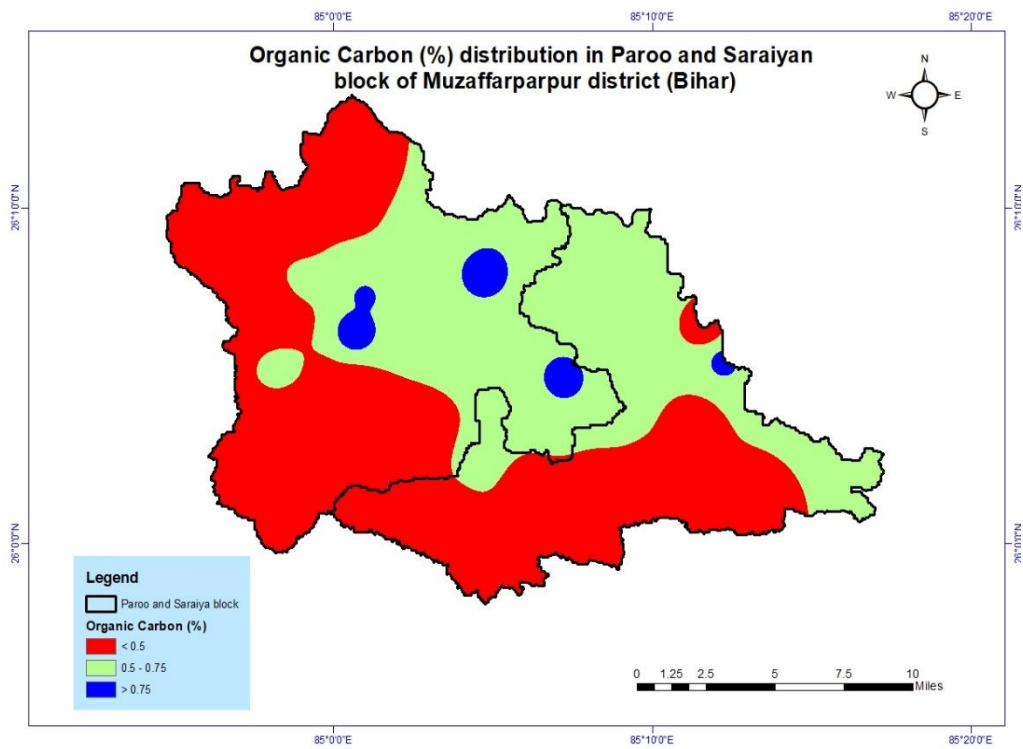 85°0'0"E
85°10'0"E
85°20'0"E
Organic Carbon (%) distribution in Paroo and Saraiyan
block of Muzaffarparpur district (Bihar)
N
W
E
S
26°10'0"N
26°10'0"N
26°0'0"N
26°0'0"N
Legend
Paroo and Saraiya block
Organic Carbon (%)
< 0.5
0.5 - 0.75
> 0.75
0 1.25 2.5 5 7.5 10
Miles
85°0'0"E
85°10'0"E
85°20'0"E